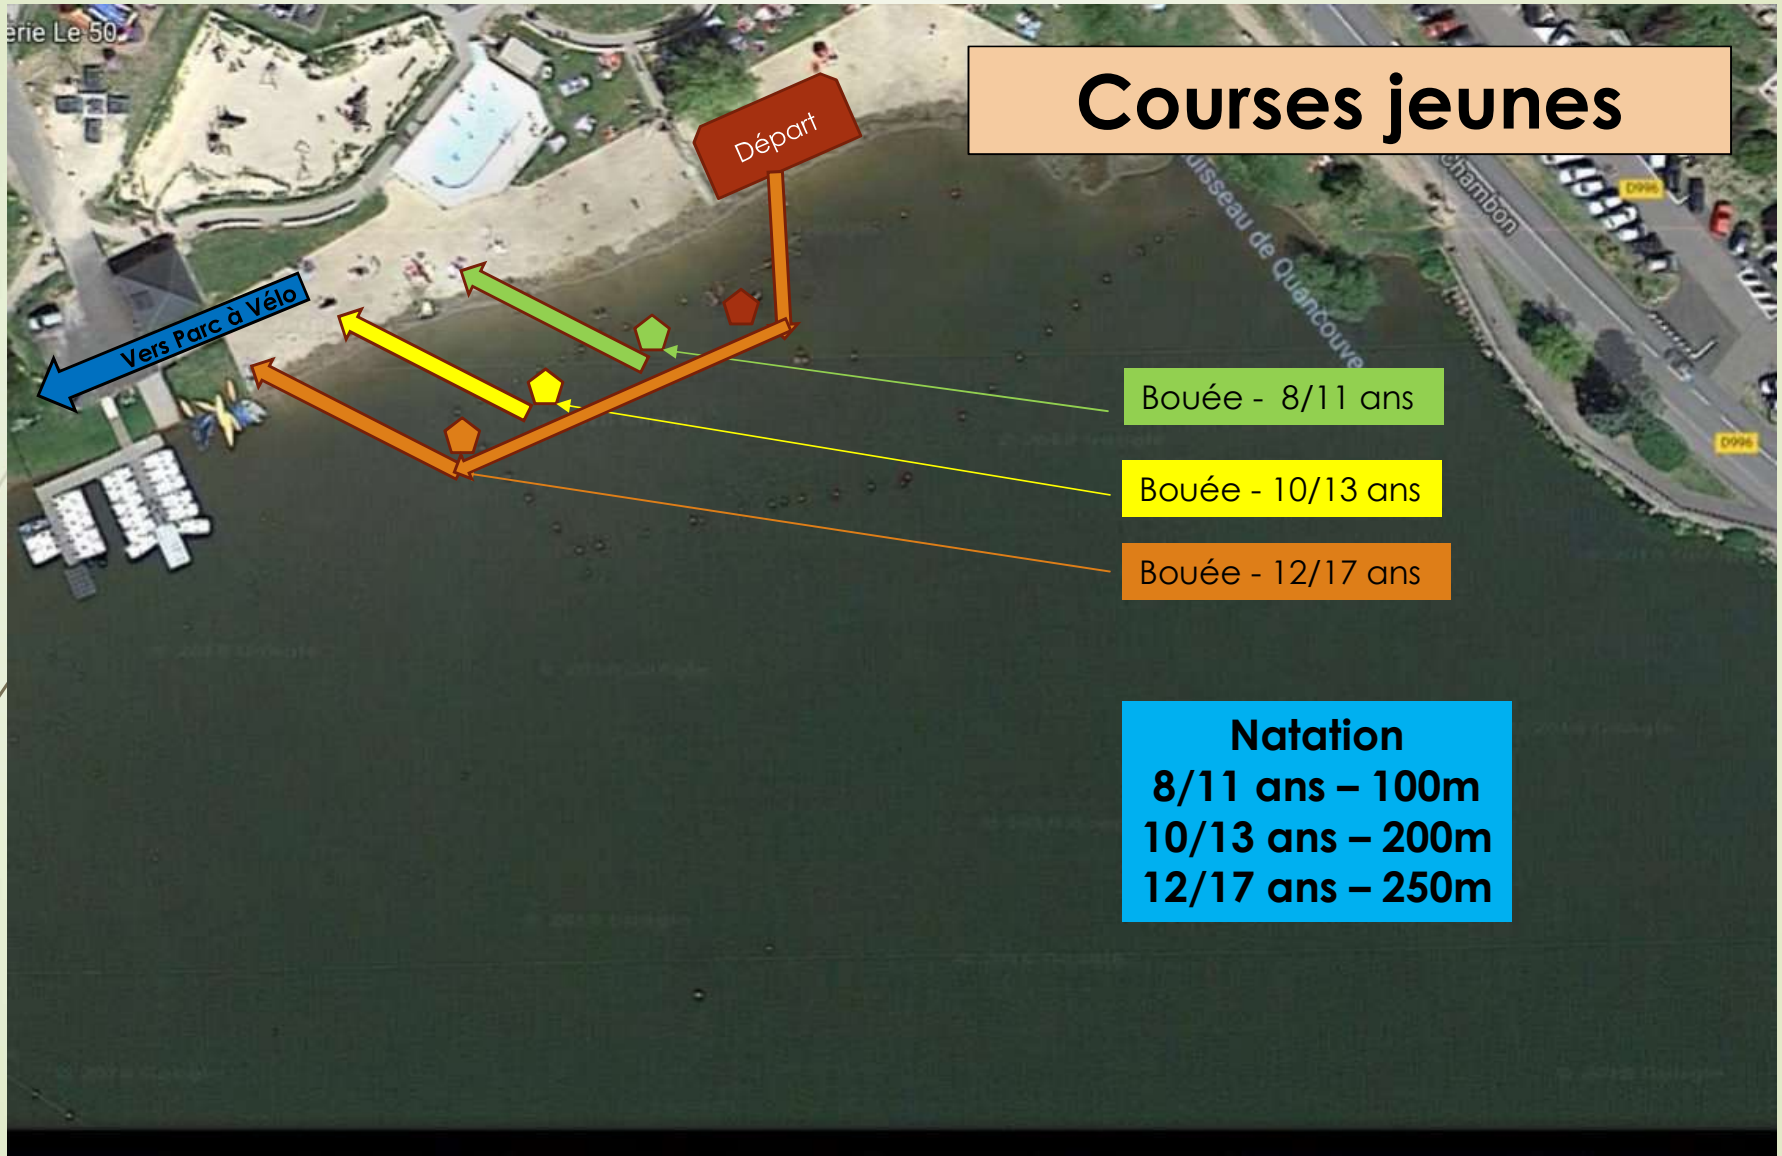 erie Le 50
Courses jeunes
Départ
D996
Chambon
uisseau de Quancouve
Vers Parc à Vélo
Bouée - 8/11 ans
D996
Bouée - 10/13 ans
Bouée - 12/17 ans
Natation
8/11 ans – 100m
10/13 ans – 200m
12/17 ans – 250m